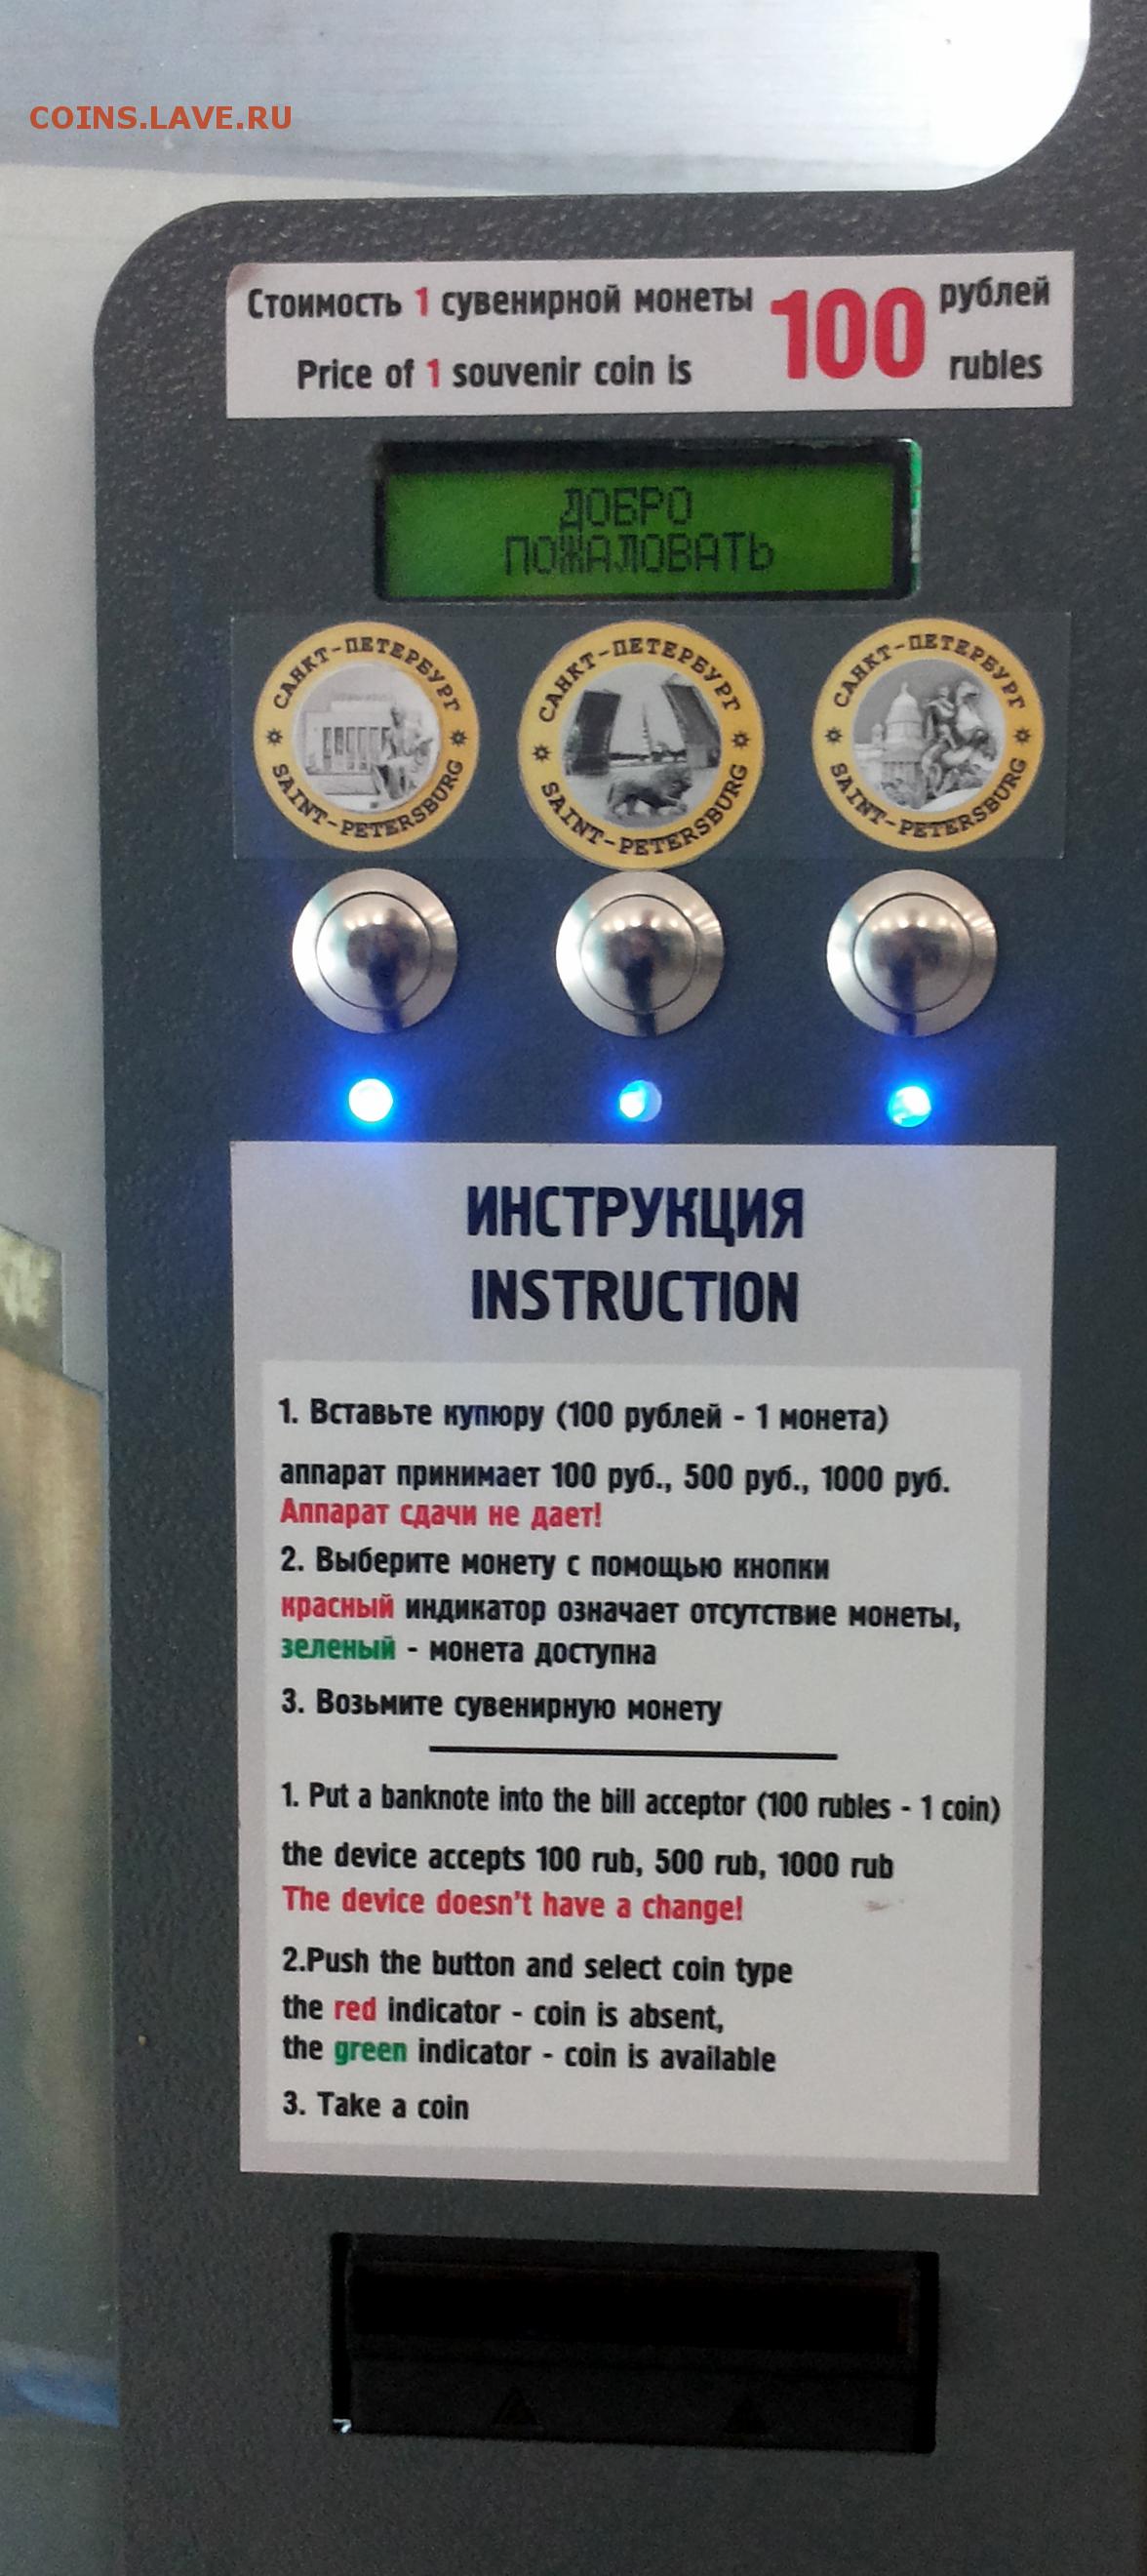 COINS.LAVE.RU
Стоимость 1 сувенирной монеты 100 рублей
Price of 1 souvenir coin is rubles
ДОБРО
ПОЖАЛОВАТЬ
САНКТ-ПЕТЕРБУРГ
SAINT-PETERSBURG
САНКТ-ПЕТЕРБУРГ
SAINT-PETERSBURG
САНКТ-ПЕТЕРБУРГ
SAINT-PETERSBURG
ИНСТРУКЦИЯ
INSTRUCTION
1. Вставьте купюру (100 рублей - 1 монета)
аппарат принимает 100 руб., 500 руб., 1000 руб.
Аппарат сдачи не дает!
2. Выберите монету с помощью кнопки
красный индикатор означает отсутствие монеты,
зеленый - монета доступна
3. Возьмите сувенирную монету
1. Put a banknote into the bill acceptor (100 rubles - 1 coin)
the device accepts 100 rub, 500 rub, 1000 rub
The device doesn't have a change!
2.Push the button and select coin type
the red indicator - coin is absent,
the green indicator - coin is available
3. Take a coin